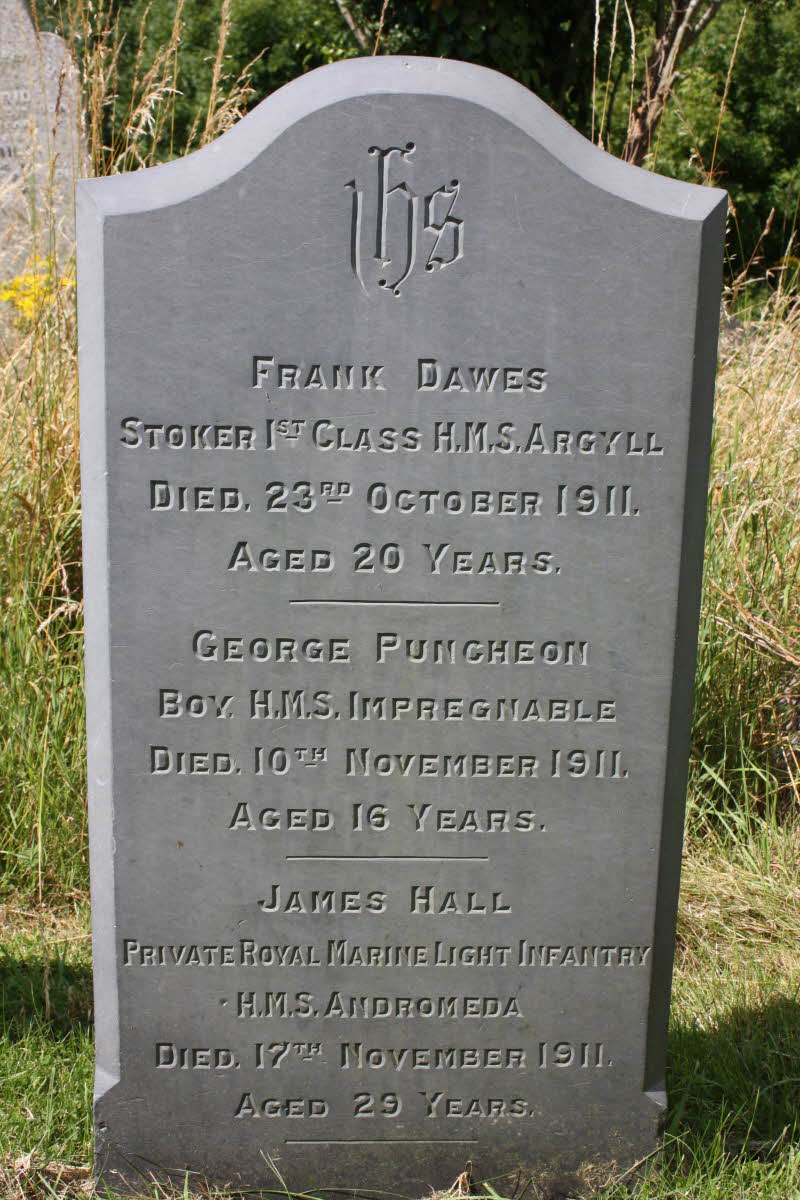 ihs
FRANK DAWES
STOKER 1ST CLASS H.M.S. ARGYLL
DIED. 23RD OCTOBER 1911.
AGED 20 YEARS.
GEORGE PUNCHEON
BOY. H.M.S. IMPREGNABLE
DIED. 10TH NOVEMBER 1911.
AGED 16 YEARS.
JAMES HALL
PRIVATE ROYAL MARINE LIGHT INFANTRY
H.M.S. ANDROMEDA
DIED. 17TH NOVEMBER 1911.
AGED 29 YEARS.